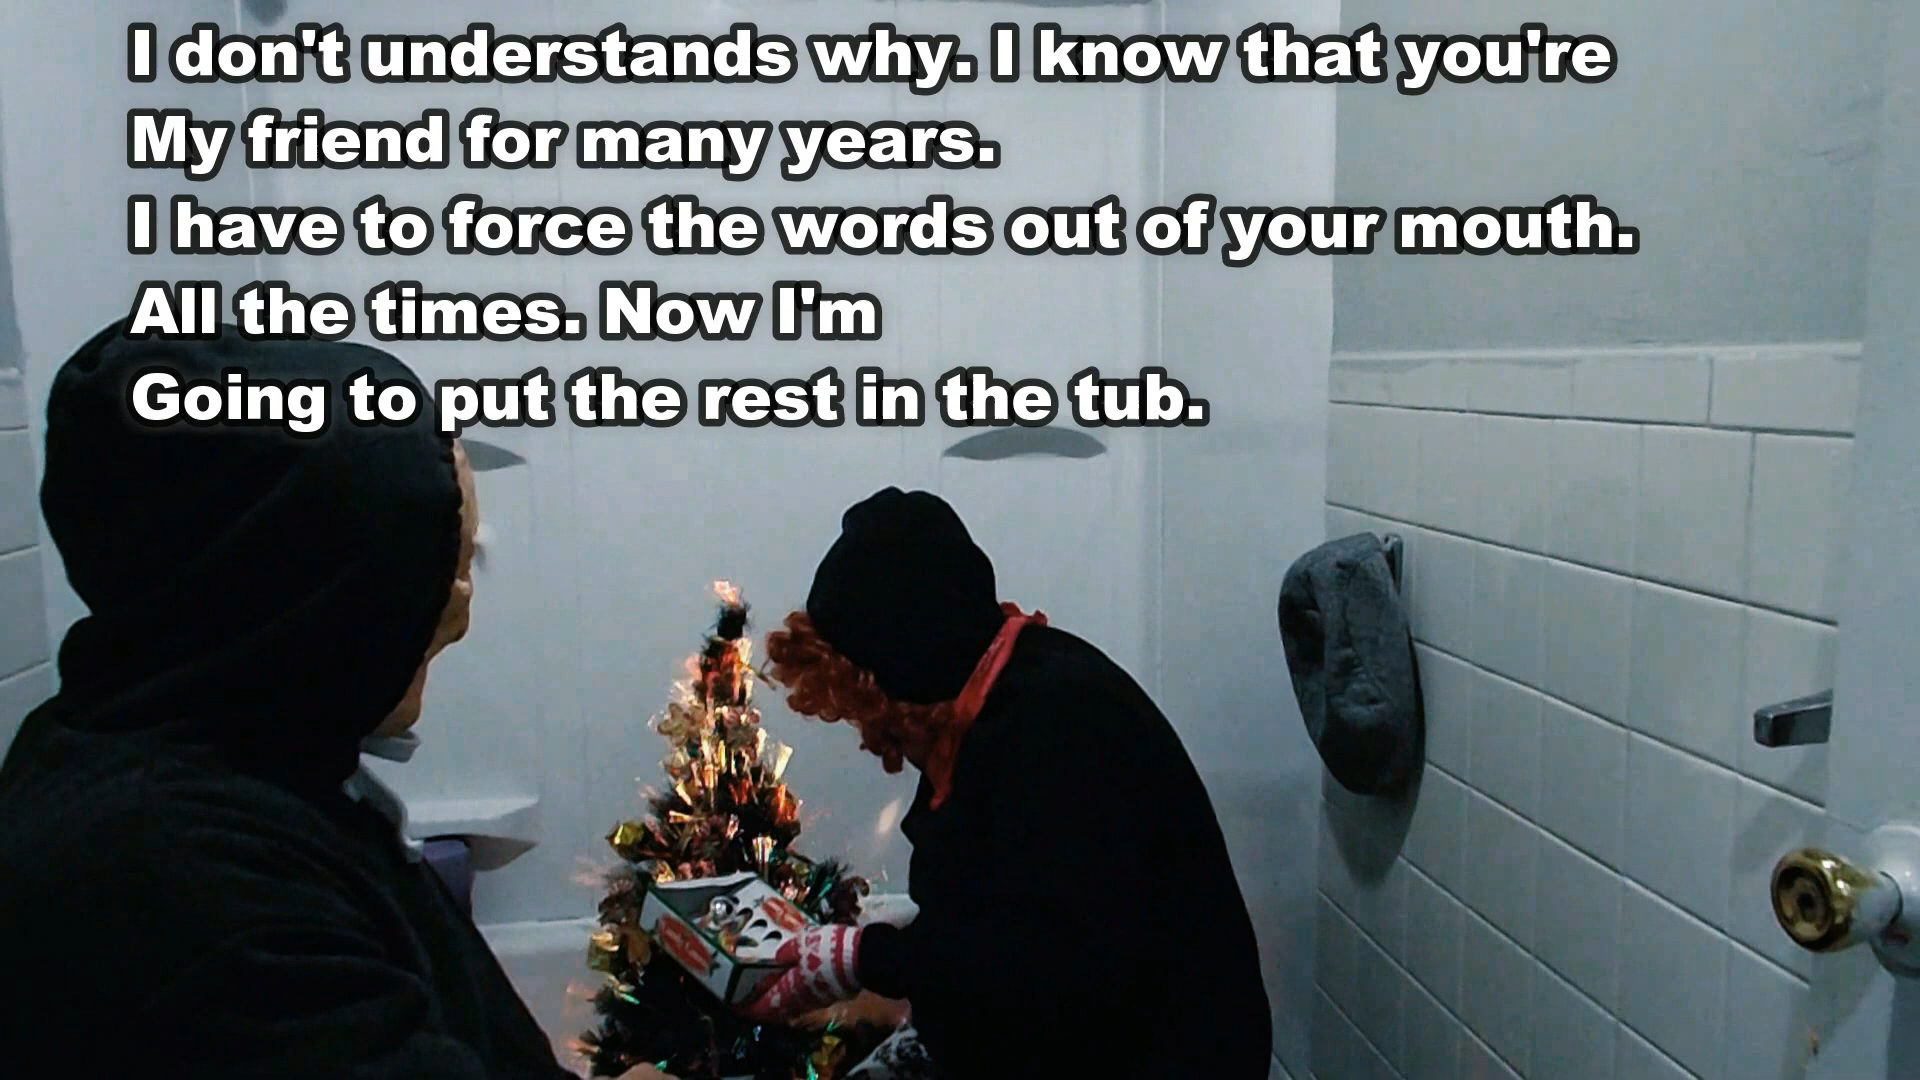 I don't understands why. I know that you're
My friend for many years.
I have to force the words out of your mouth.
All the times. Now I'm
Going to put the rest in the tub.